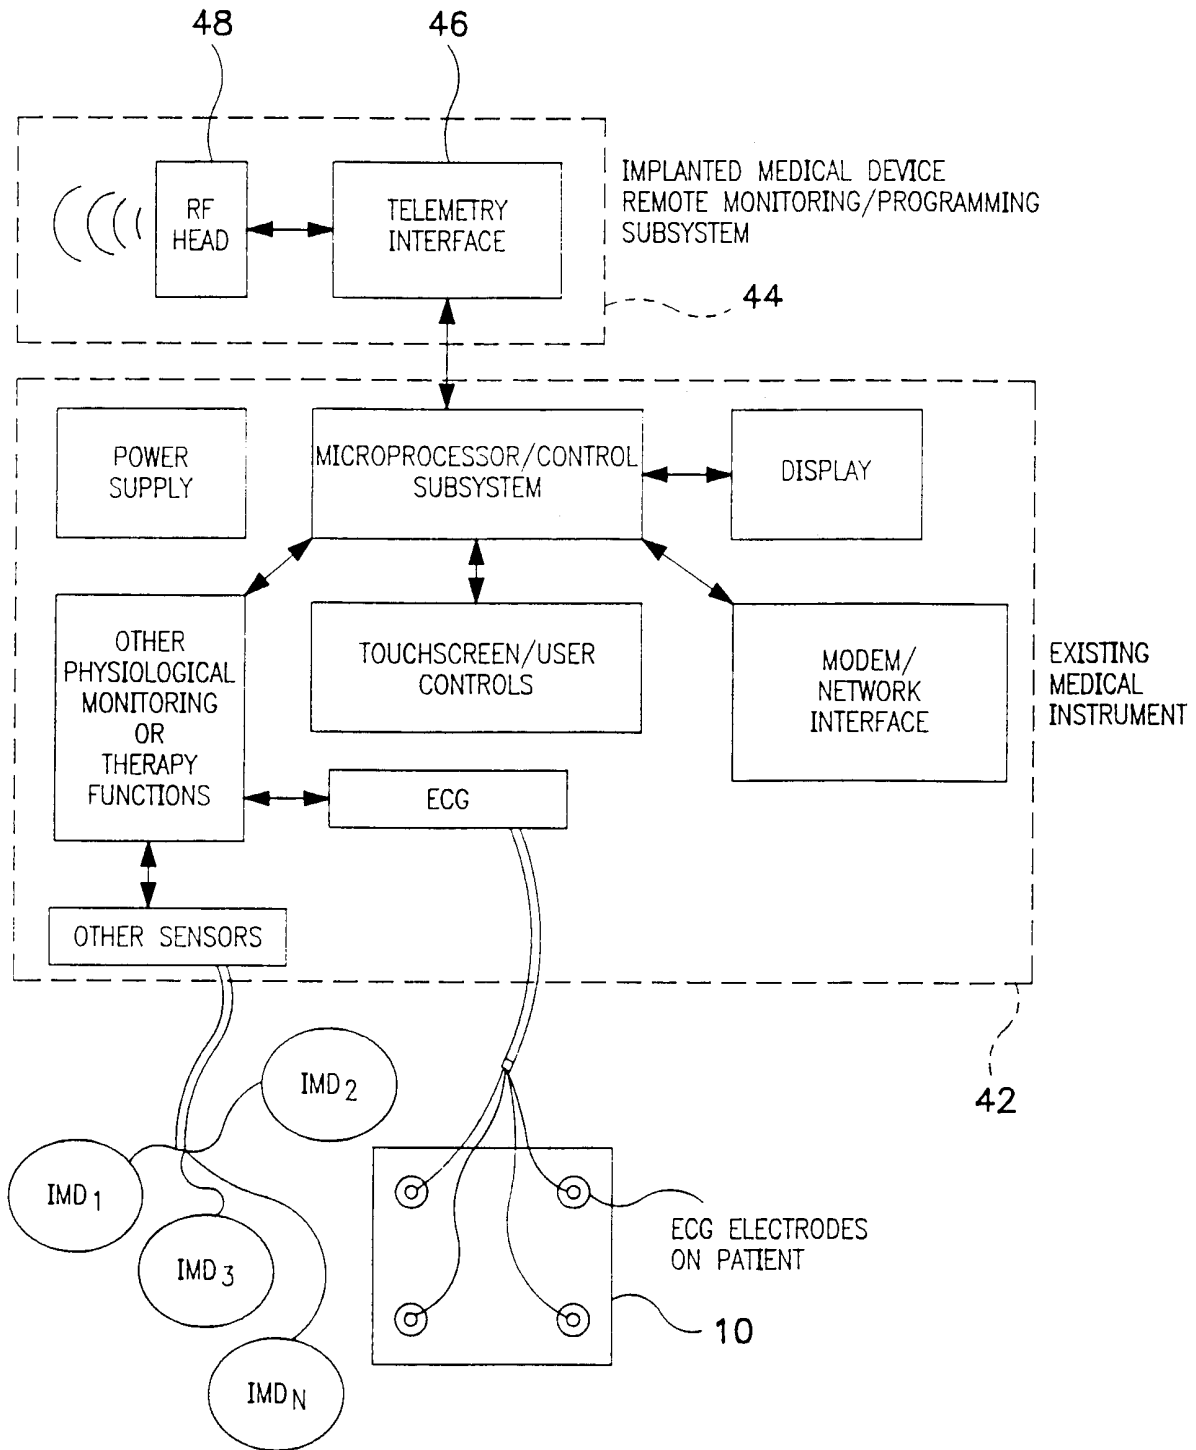 48
46
RF
HEAD
TELEMETRY
INTERFACE
IMPLANTED MEDICAL DEVICE
REMOTE MONITORING/PROGRAMMING
SUBSYSTEM
44
POWER
SUPPLY
MICROPROCESSOR/CONTROL
SUBSYSTEM
DISPLAY
OTHER
PHYSIOLOGICAL
MONITORING
OR
THERAPY
FUNCTIONS
TOUCHSCREEN/USER
CONTROLS
MODEM/
NETWORK
INTERFACE
EXISTING
MEDICAL
INSTRUMENT
ECG
OTHER SENSORS
42
IMD2
IMD1
IMD3
IMDN
ECG ELECTRODES
ON PATIENT
10